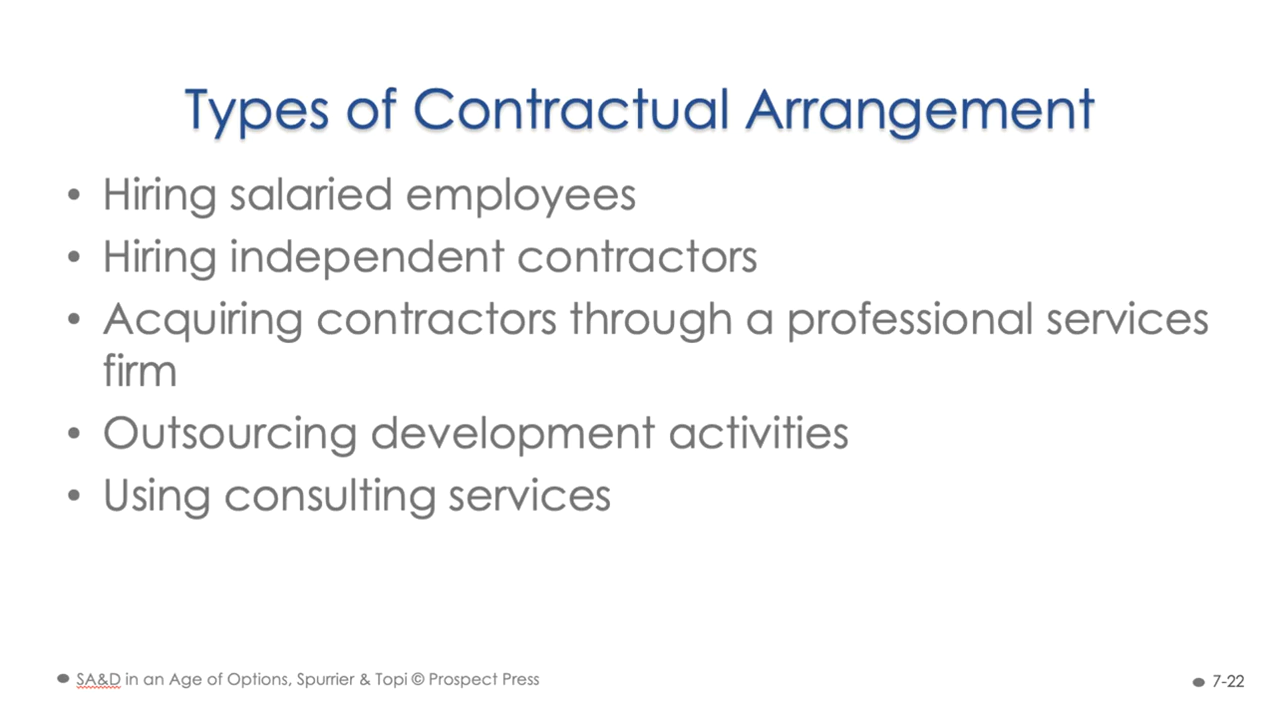 Types of Contractual Arrangement
• Hiring salaried employees
• Hiring independent contractors
• Acquiring contractors through a professional services
firm
• Outsourcing development activities
• Using consulting services
SA&D in an Age of Options, Spurrier & Topi © Prospect Press
7-22